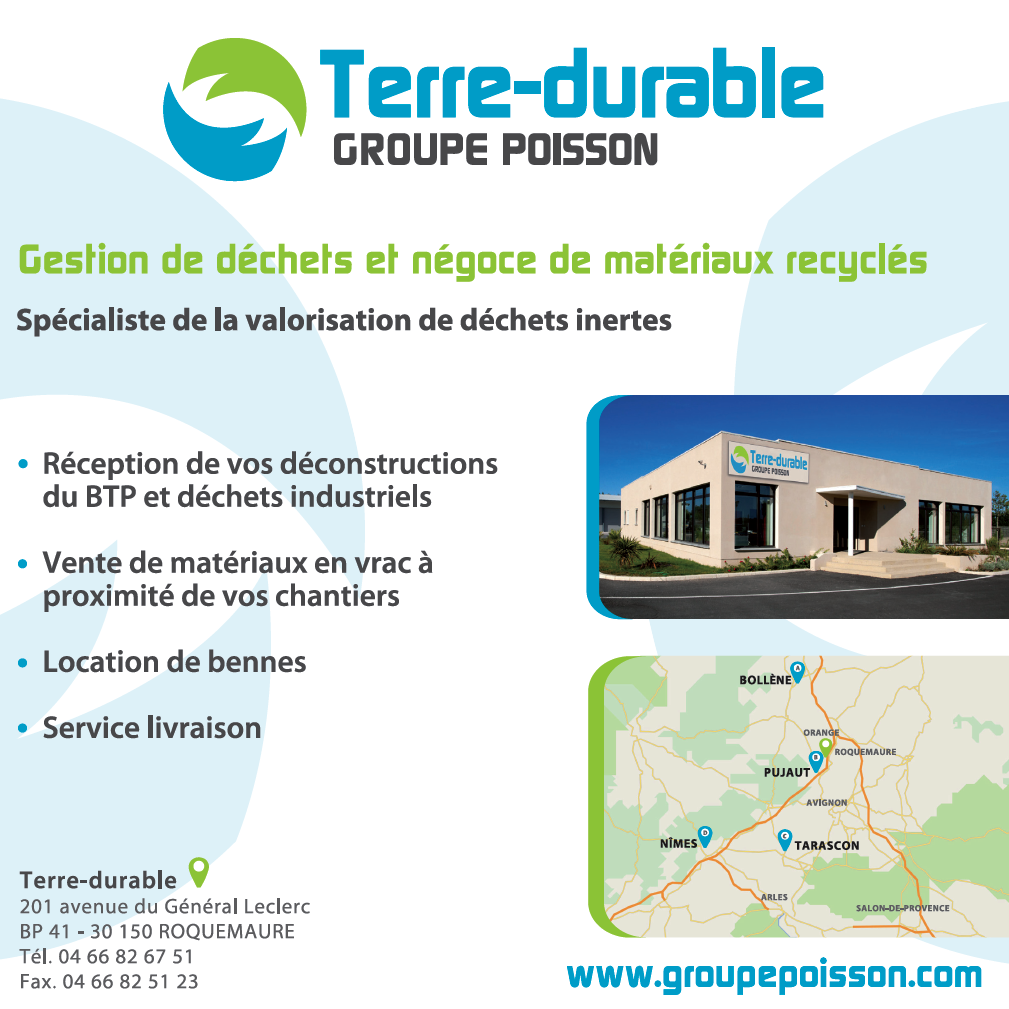 Terre-durable
GROUPE POISSON
Gestion de déchets et négoce de matériaux recyclés
Spécialiste de la valorisation de déchets inertes
• Réception de vos déconstructions
du BTP et déchets industriels
• Vente de matériaux en vrac à
proximité de vos chantiers
• Location de bennes
• Service livraison
Terre-durable
GROUPE POISSON
A
BOLLÈNE
ORANGE
ROQUEMAURE
B
PUJAUT
AVIGNON
D
NÎMES
C
TARASCON
ARLES
SALON-DE-PROVENCE
Terre-durable
201 avenue du Général Leclerc
BP 41 - 30 150 ROQUEMAURE
Tél. 04 66 82 67 51
Fax. 04 66 82 51 23
www.groupepoisson.com